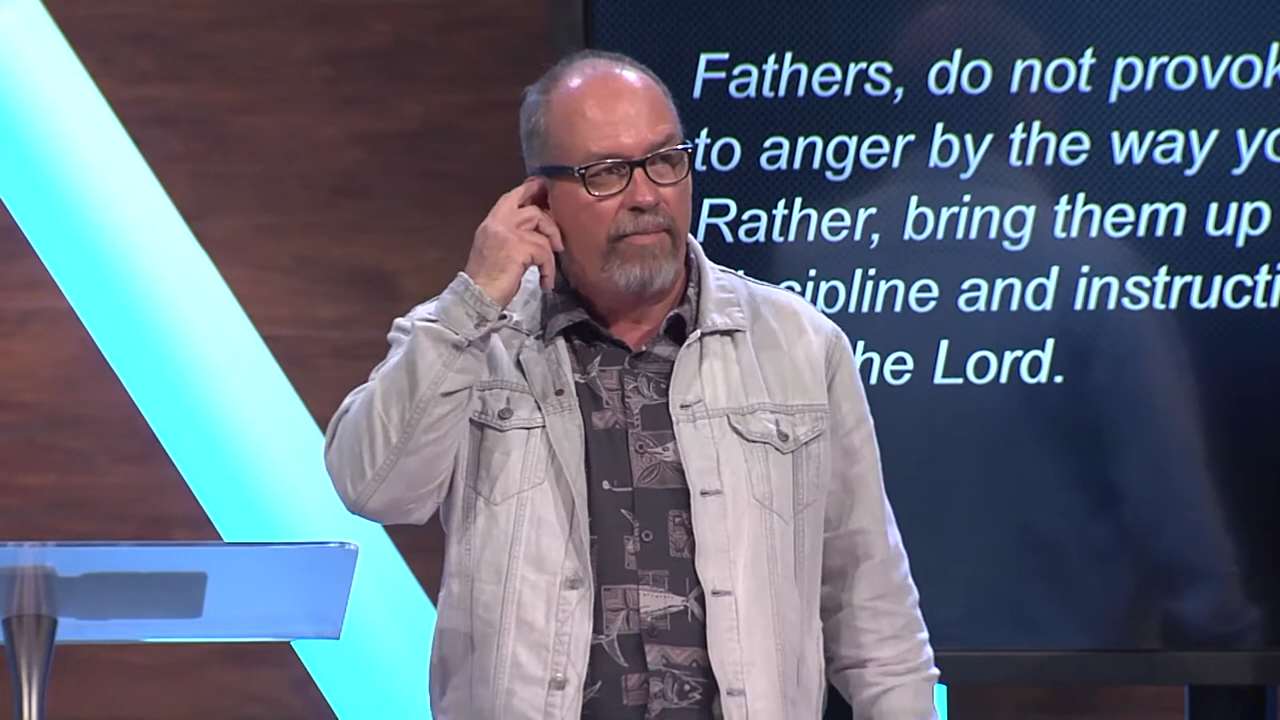 Fathers, do not
to anger by the way
Rather, bring them up
and
Lord.